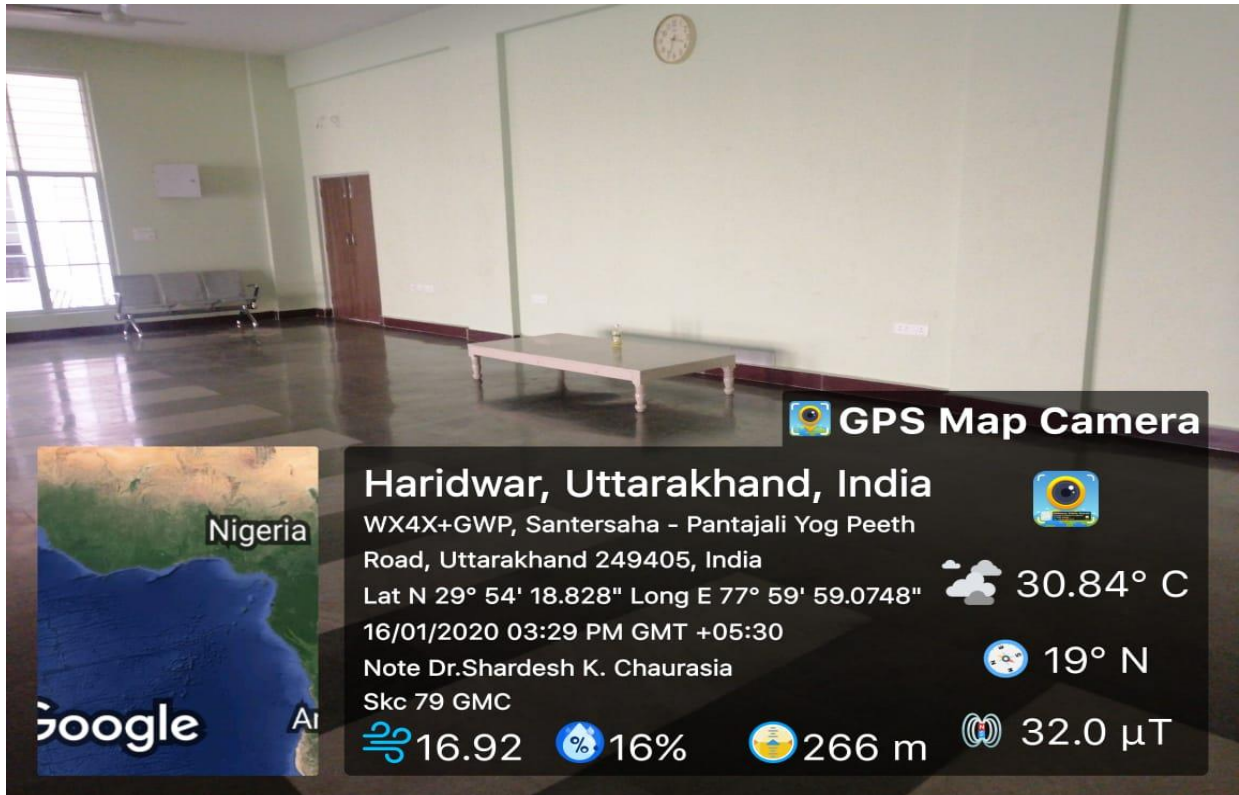 GPS Map Camera
Nigeria
Google
Haridwar, Uttarakhand, India
WX4X+GWP, Santersaha - Pantajali Yog Peeth
Road, Uttarakhand 249405, India
Lat N 29° 54' 18.828" Long E 77° 59' 59.0748"
16/01/2020 03:29 PM GMT +05:30
Note Dr.Shardesh K. Chaurasia
Skc 79 GMC
16.92 % 16% 266 m
30.84° C
19° N
32.0 µT